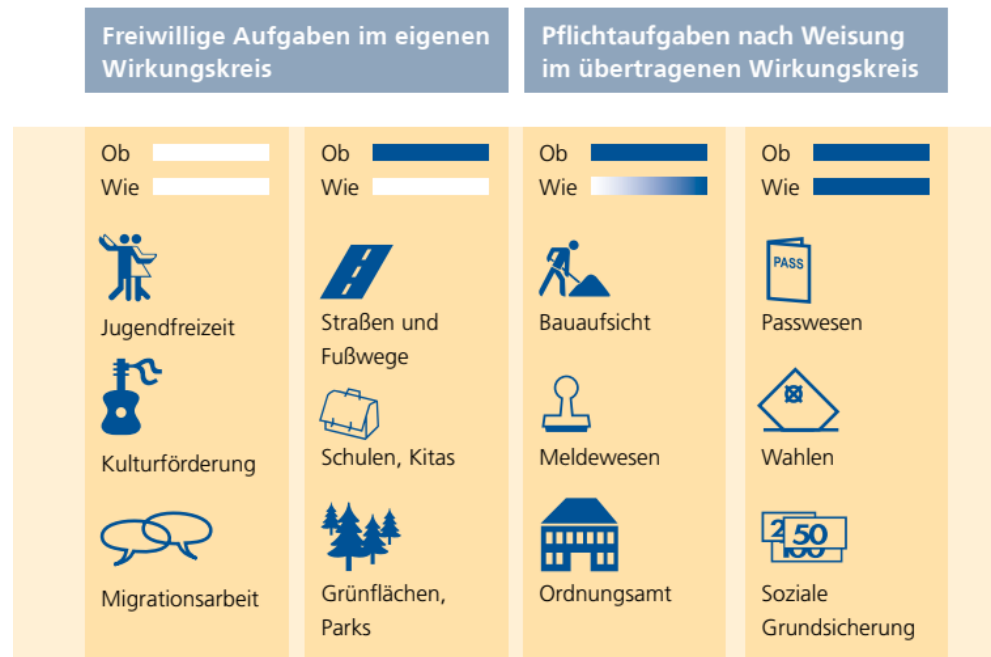 Freiwillige Aufgaben im eigenen
Wirkungskreis
Pflichtaufgaben nach Weisung
im übertragenen Wirkungskreis
Ob
Wie
Jugendfreizeit
Kulturförderung
Migrationsarbeit
Ob
Wie
Straßen und
Fußwege
Schulen, Kitas
Grünflächen,
Parks
Ob
Wie
Bauaufsicht
Meldewesen
Ordnungsamt
Ob
Wie
PASS
Passwesen
Wahlen
2
50
100
Soziale
Grundsicherung